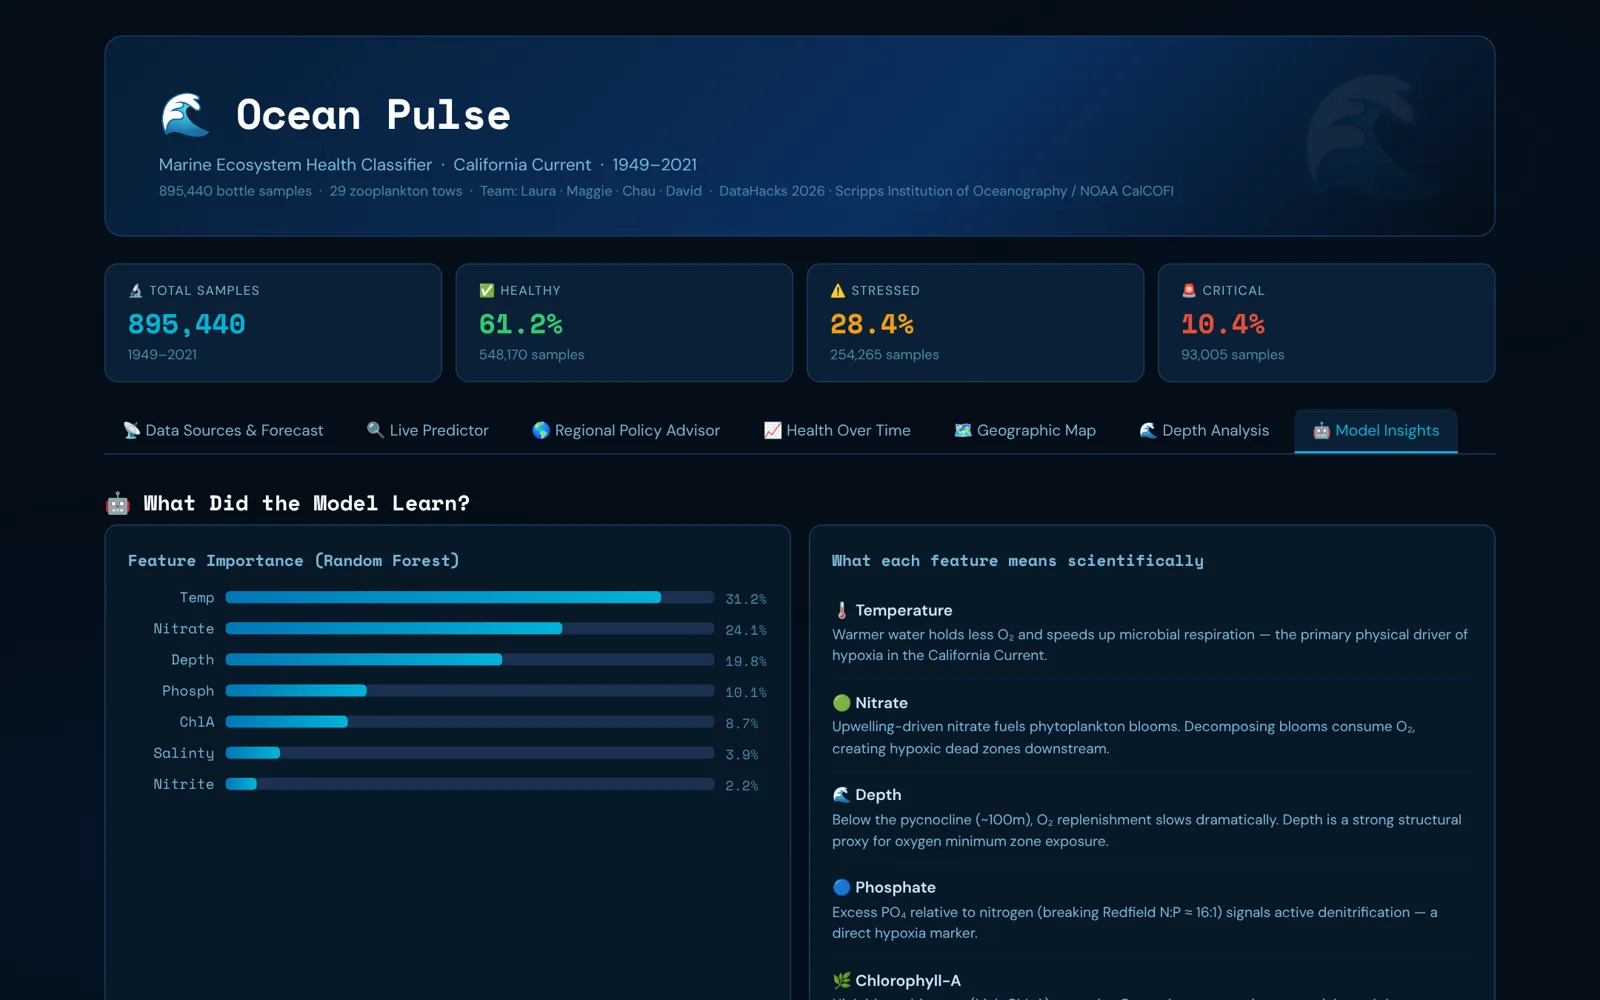 🌊 Ocean Pulse
Marine Ecosystem Health Classifier · California Current · 1949–2021
895,440 bottle samples · 29 zooplankton tows · Team: Laura · Maggie · Chau · David · DataHacks 2026 · Scripps Institution of Oceanography / NOAA CalCOFI
🔬 TOTAL SAMPLES
895,440
1949–2021
✅ HEALTHY
61.2%
548,170 samples
⚠️ STRESSED
28.4%
254,265 samples
🚨 CRITICAL
10.4%
93,005 samples
📡 Data Sources & Forecast
🔍 Live Predictor
🌎 Regional Policy Advisor
📈 Health Over Time
🗺️ Geographic Map
🌊 Depth Analysis
🤖 Model Insights
🤖 What Did the Model Learn?
Feature Importance (Random Forest)
Temp 31.2%
Nitrate 24.1%
Depth 19.8%
Phosph 10.1%
ChlA 8.7%
Salinty 3.9%
Nitrite 2.2%
What each feature means scientifically
🌡️ Temperature
Warmer water holds less O₂ and speeds up microbial respiration — the primary physical driver of
hypoxia in the California Current.
🟢 Nitrate
Upwelling-driven nitrate fuels phytoplankton blooms. Decomposing blooms consume O₂,
creating hypoxic dead zones downstream.
🌊 Depth
Below the pycnocline (~100m), O₂ replenishment slows dramatically. Depth is a strong structural
proxy for oxygen minimum zone exposure.
🔵 Phosphate
Excess PO₄ relative to nitrogen (breaking Redfield N:P ≈ 16:1) signals active denitrification — a
direct hypoxia marker.
🌿 Chlorophyll-A